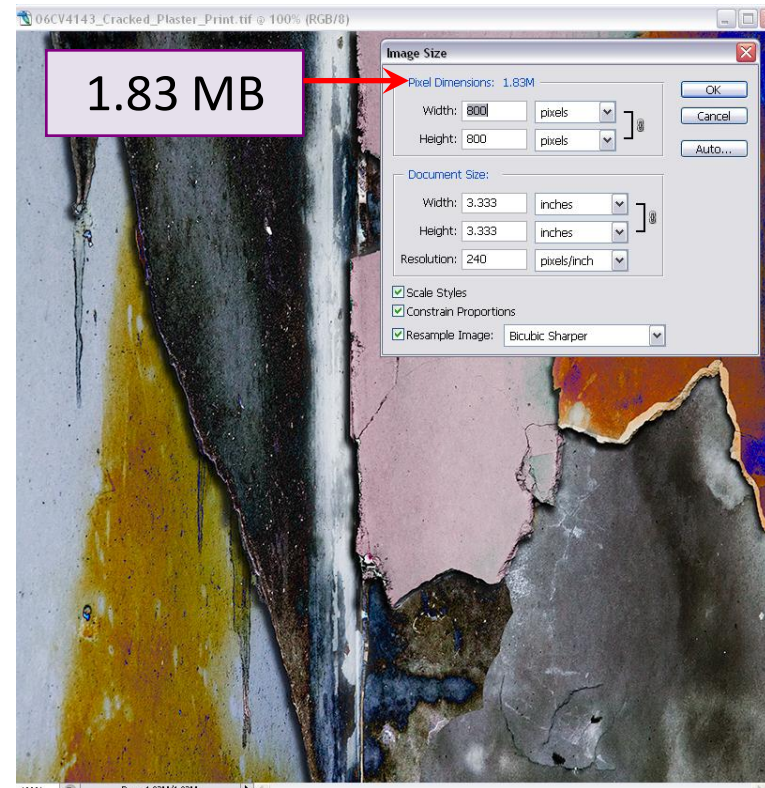 06CV4143_Cracked_Plaster_Print.tif @ 100% (RGB/8)
1.83 MB
Image Size
Pixel Dimensions: 1.83M
Width: 800 pixels
Height: 800 pixels
Document Size:
Width: 3.333 inches
Height: 3.333 inches
Resolution: 240 pixels/inch
Scale Styles
Constrain Proportions
Resample Image: Bicubic Sharper
OK
Cancel
Auto...